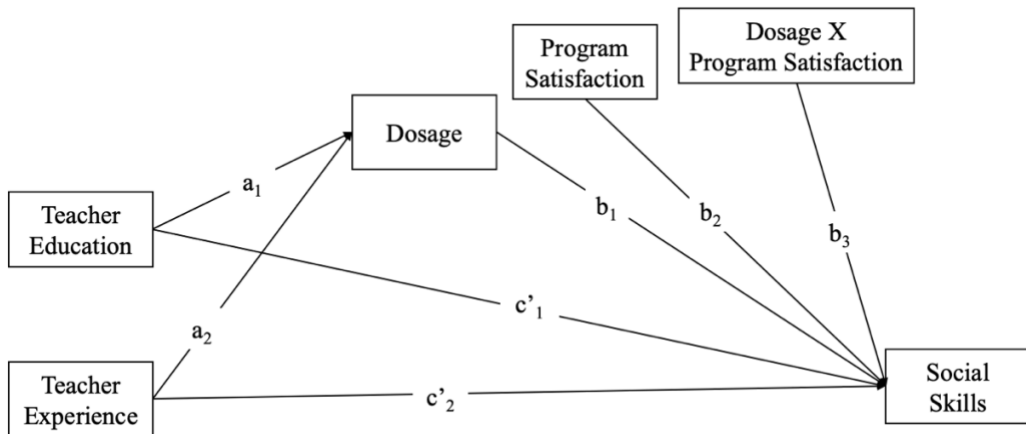 Program
Satisfaction
Dosage X
Program Satisfaction
Dosage
a1
Teacher
Education
b1
b2
b3
c’1
a2
Teacher
Experience
c’2
Social
Skills